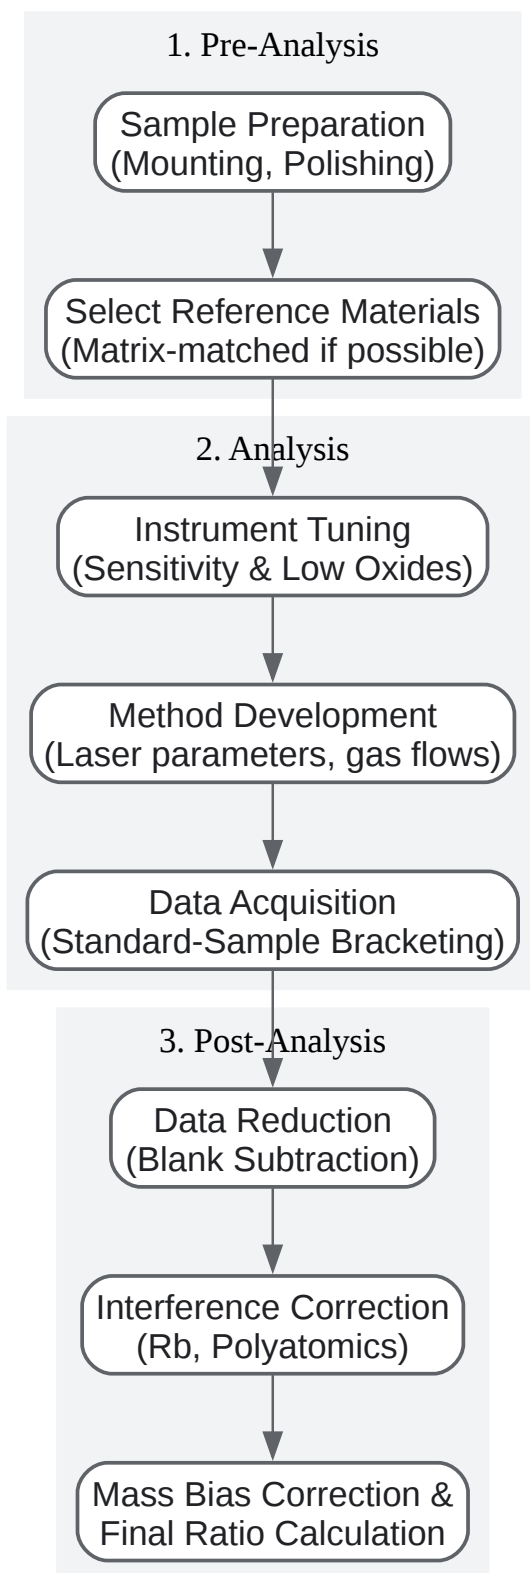 1. Pre-Analysis
Sample Preparation
(Mounting, Polishing)
Select Reference Materials
(Matrix-matched if possible)
2. Analysis
Instrument Tuning
(Sensitivity & Low Oxides)
Method Development
(Laser parameters, gas flows)
Data Acquisition
(Standard-Sample Bracketing)
3. Post-Analysis
Data Reduction
(Blank Subtraction)
Interference Correction
(Rb, Polyatomics)
Mass Bias Correction &
Final Ratio Calculation